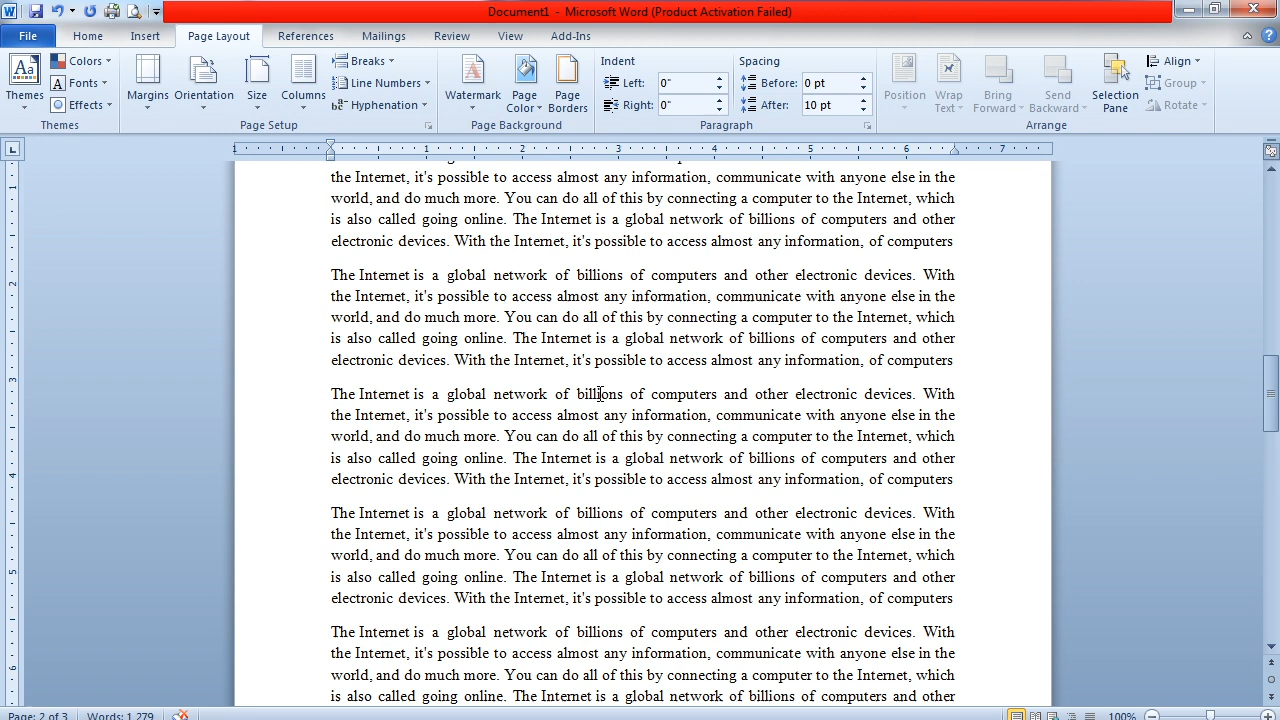 Document1 - Microsoft Word (Product Activation Failed)
File Home Insert Page Layout References Mailings Review View Add-Ins
Themes
Colors
Fonts
Effects
Themes
Margins Orientation Size Columns
Breaks
Line Numbers
Hyphenation
Page Setup
Watermark Page Color Page Borders
Page Background
Indent
Left: 0"
Right: 0"
Spacing
Before: 0 pt
After: 10 pt
Paragraph
Position Wrap Text Bring Forward Send Backward Selection Pane
Align
Group
Rotate
Arrange
1 1 2 3 4 5 6 7
1
2
3
4
5
6
the Internet, it's possible to access almost any information, communicate with anyone else in the
world, and do much more. You can do all of this by connecting a computer to the Internet, which
is also called going online. The Internet is a global network of billions of computers and other
electronic devices. With the Internet, it's possible to access almost any information, of computers
The Internet is a global network of billions of computers and other electronic devices. With
the Internet, it's possible to access almost any information, communicate with anyone else in the
world, and do much more. You can do all of this by connecting a computer to the Internet, which
is also called going online. The Internet is a global network of billions of computers and other
electronic devices. With the Internet, it's possible to access almost any information, of computers
The Internet is a global network of billions of computers and other electronic devices. With
the Internet, it's possible to access almost any information, communicate with anyone else in the
world, and do much more. You can do all of this by connecting a computer to the Internet, which
is also called going online. The Internet is a global network of billions of computers and other
electronic devices. With the Internet, it's possible to access almost any information, of computers
The Internet is a global network of billions of computers and other electronic devices. With
the Internet, it's possible to access almost any information, communicate with anyone else in the
world, and do much more. You can do all of this by connecting a computer to the Internet, which
is also called going online. The Internet is a global network of billions of computers and other
electronic devices. With the Internet, it's possible to access almost any information, of computers
The Internet is a global network of billions of computers and other electronic devices. With
the Internet, it's possible to access almost any information, communicate with anyone else in the
world, and do much more. You can do all of this by connecting a computer to the Internet, which
is also called going online. The Internet is a global network of billions of computers and other
Page: 2 of 3 Words: 1,279 100%